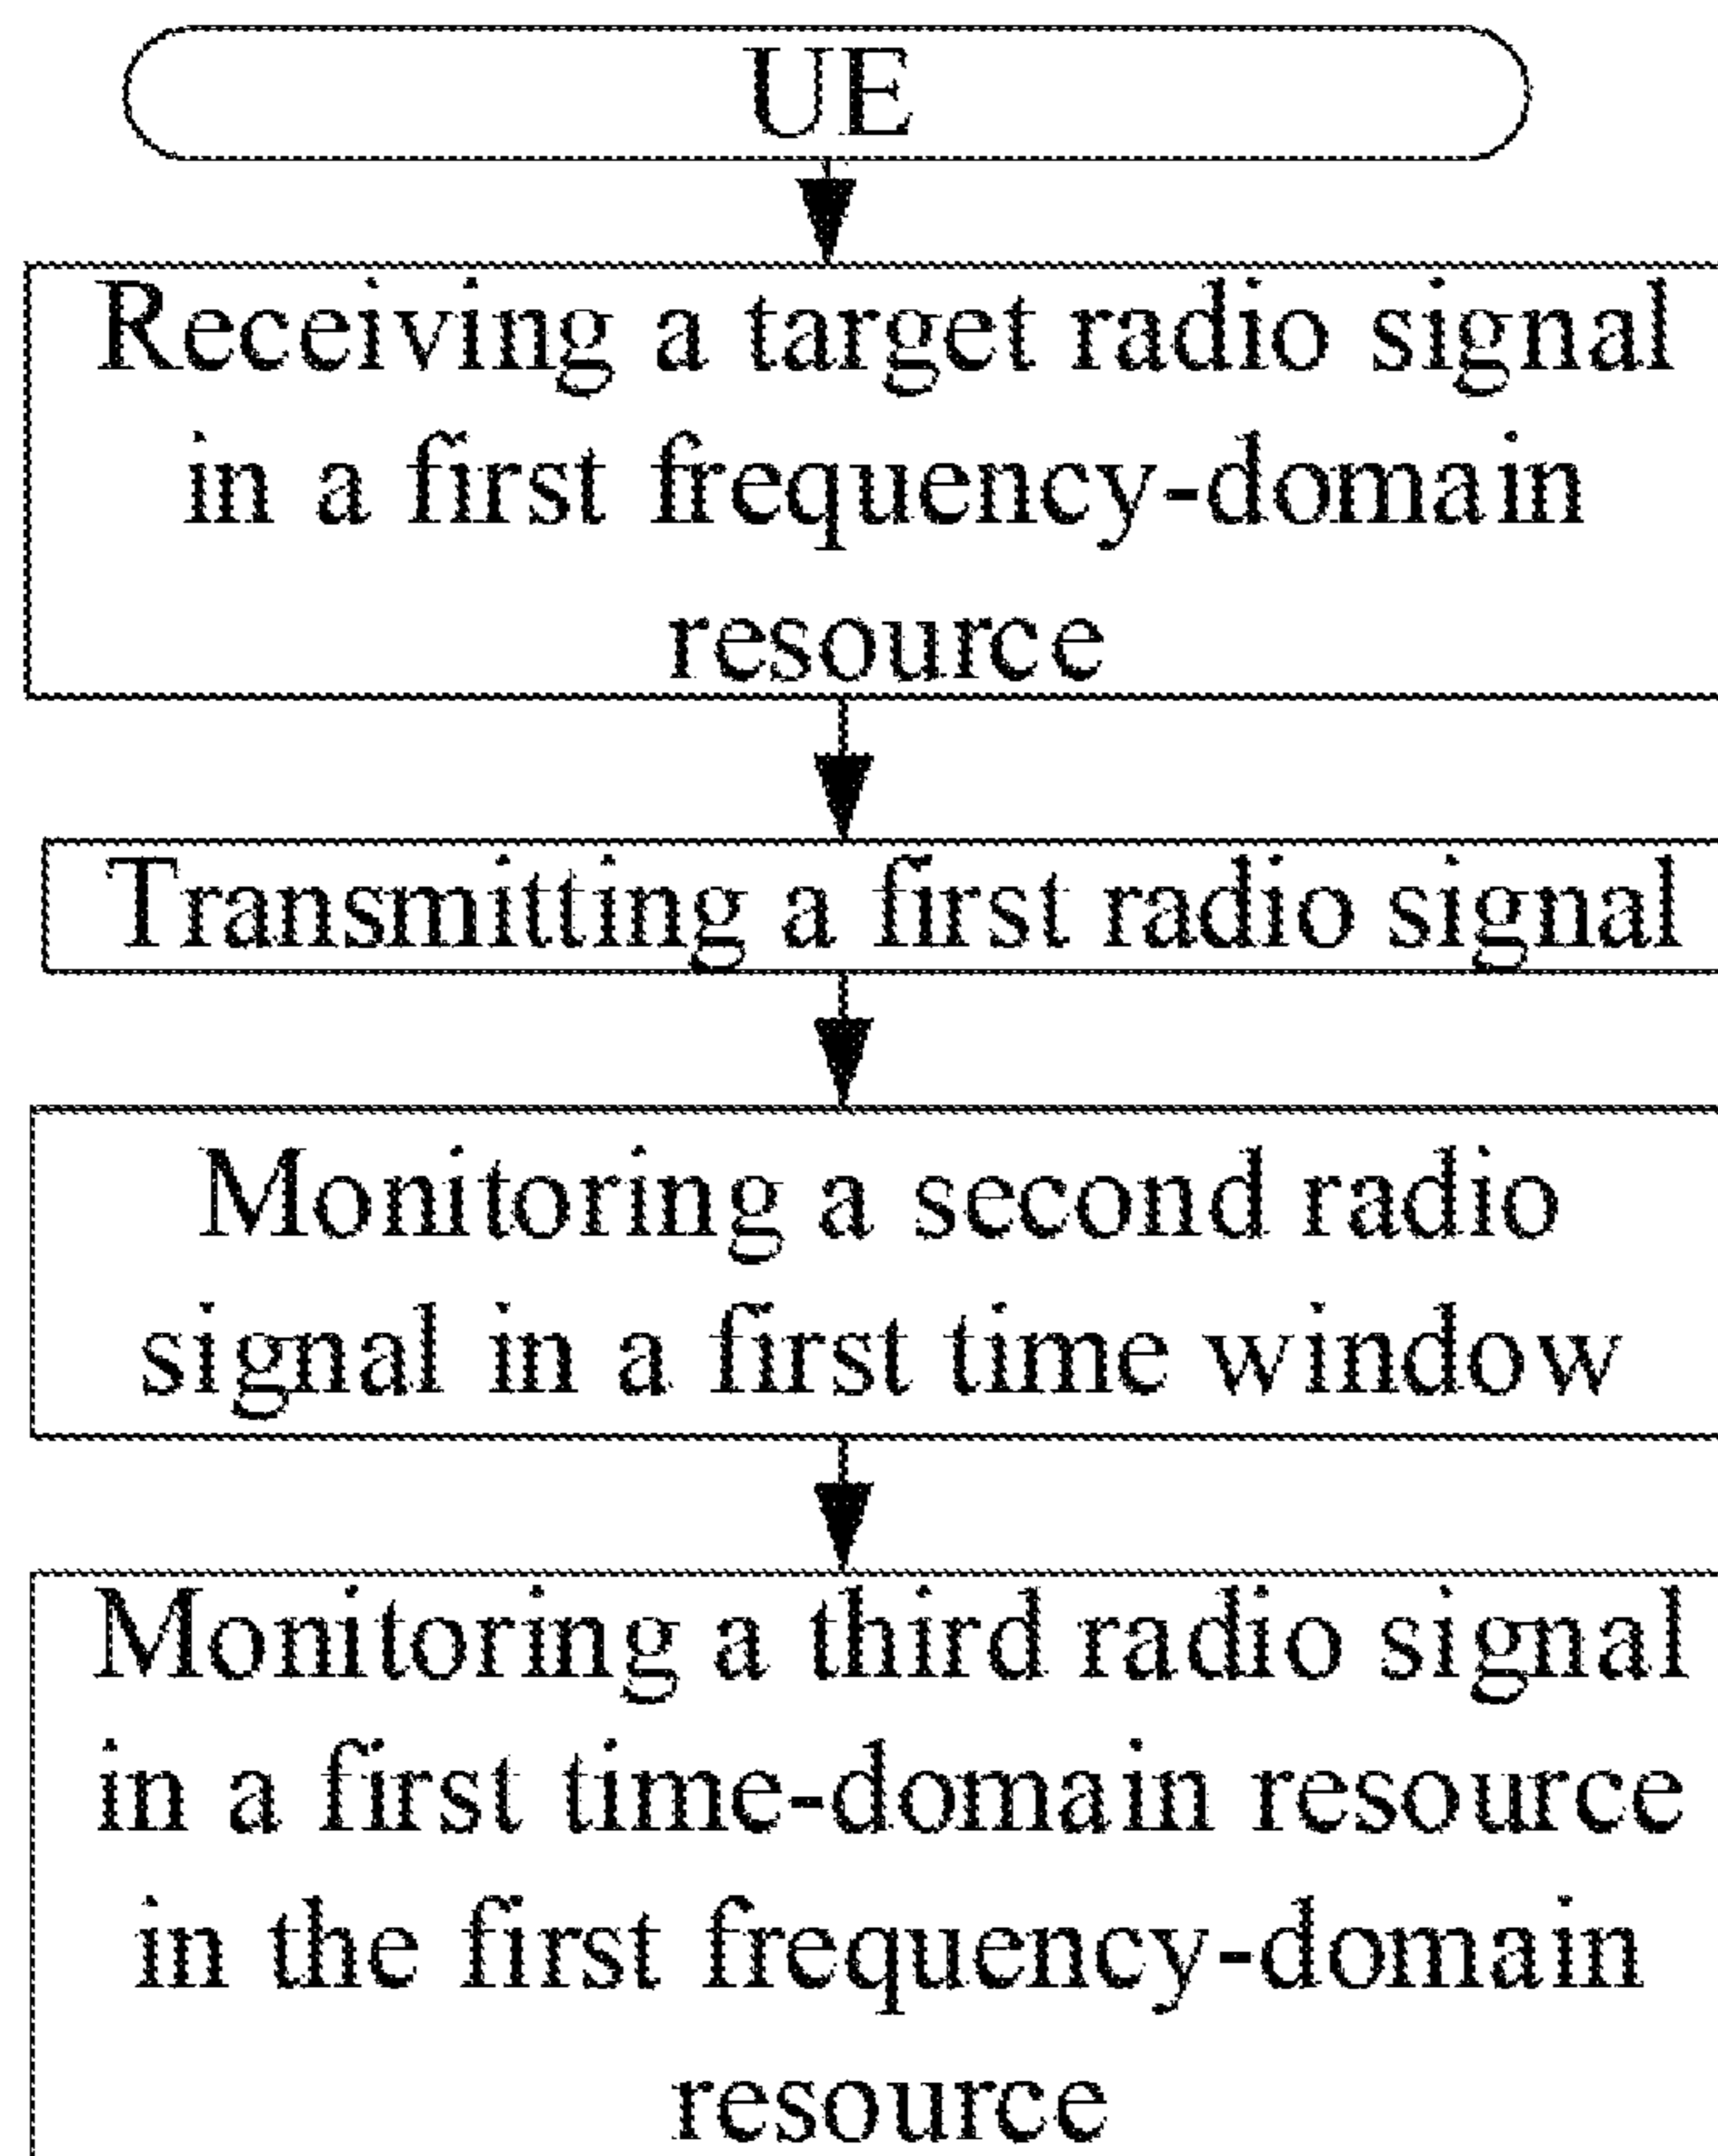 UE
Receiving a target radio signal
in a first frequency-domain
resource
Transmitting a first radio signal
Monitoring a second radio
signal in a first time window
Monitoring a third radio signal
in a first time-domain resource
in the first frequency-domain
resource